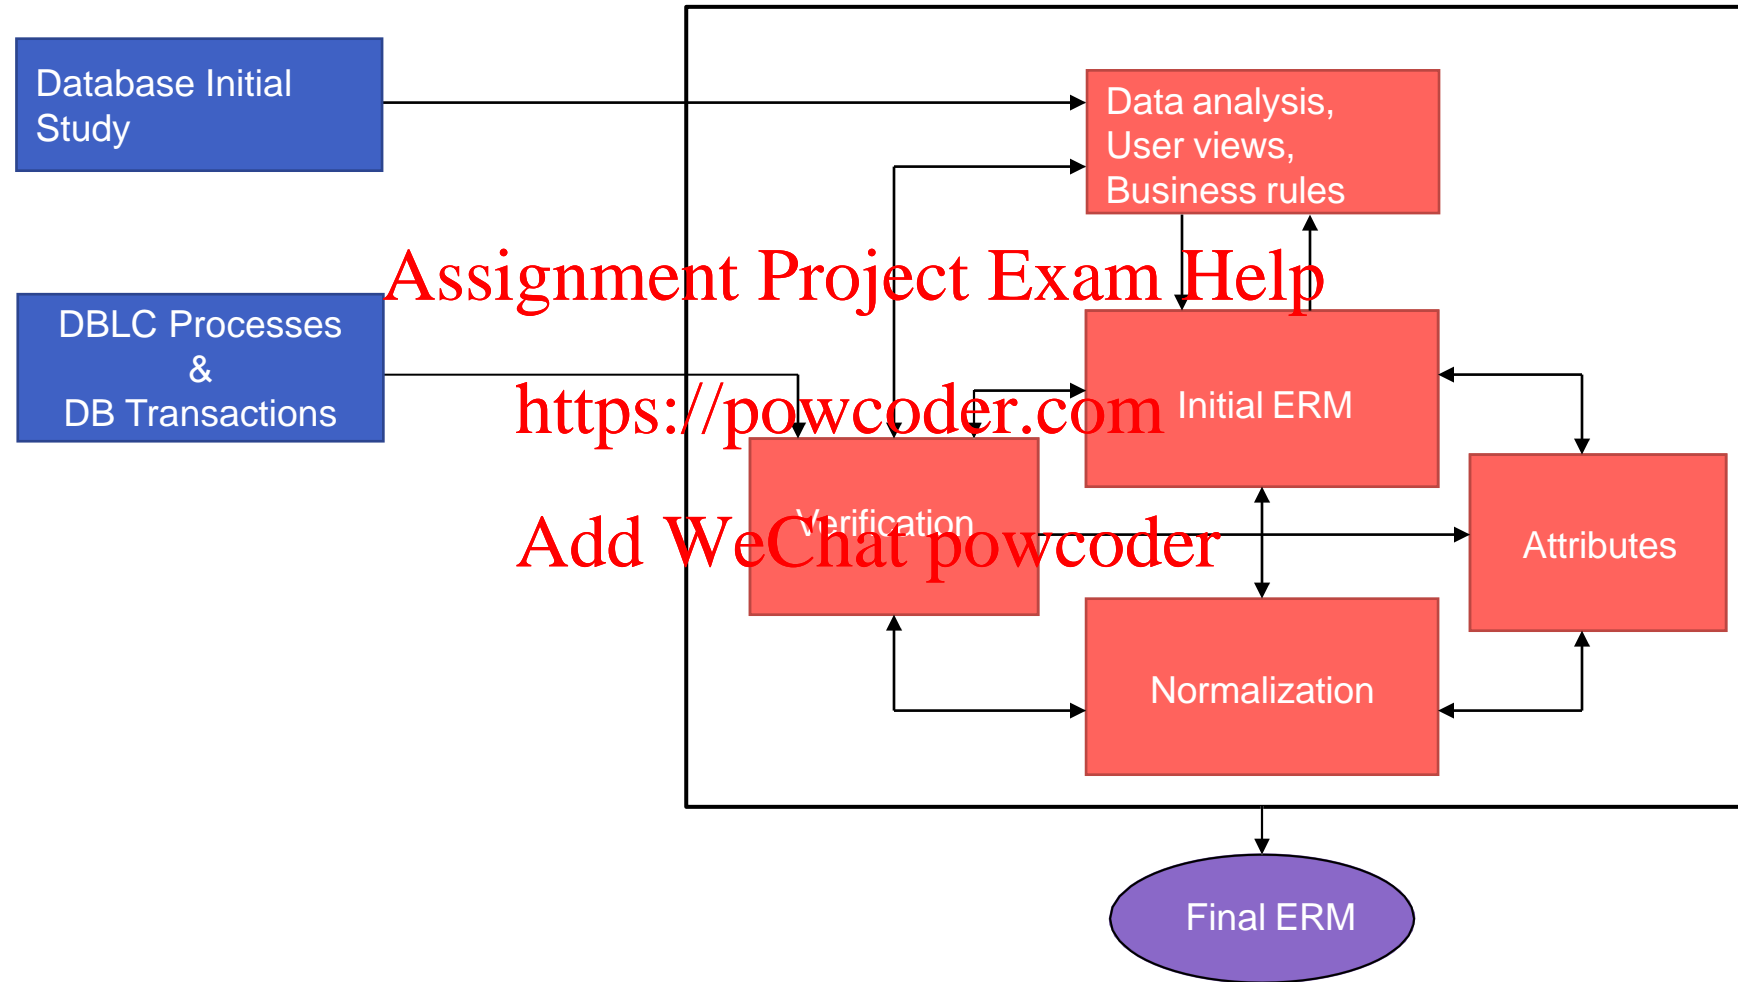 Database Initial
Study
Data analysis,
User views,
Business rules
Assignment Project Exam Help
DBLC Processes
&
DB Transactions
https://powcoder.com
Initial ERM
Verification
Add WeChat powcoder
Attributes
Normalization
Final ERM